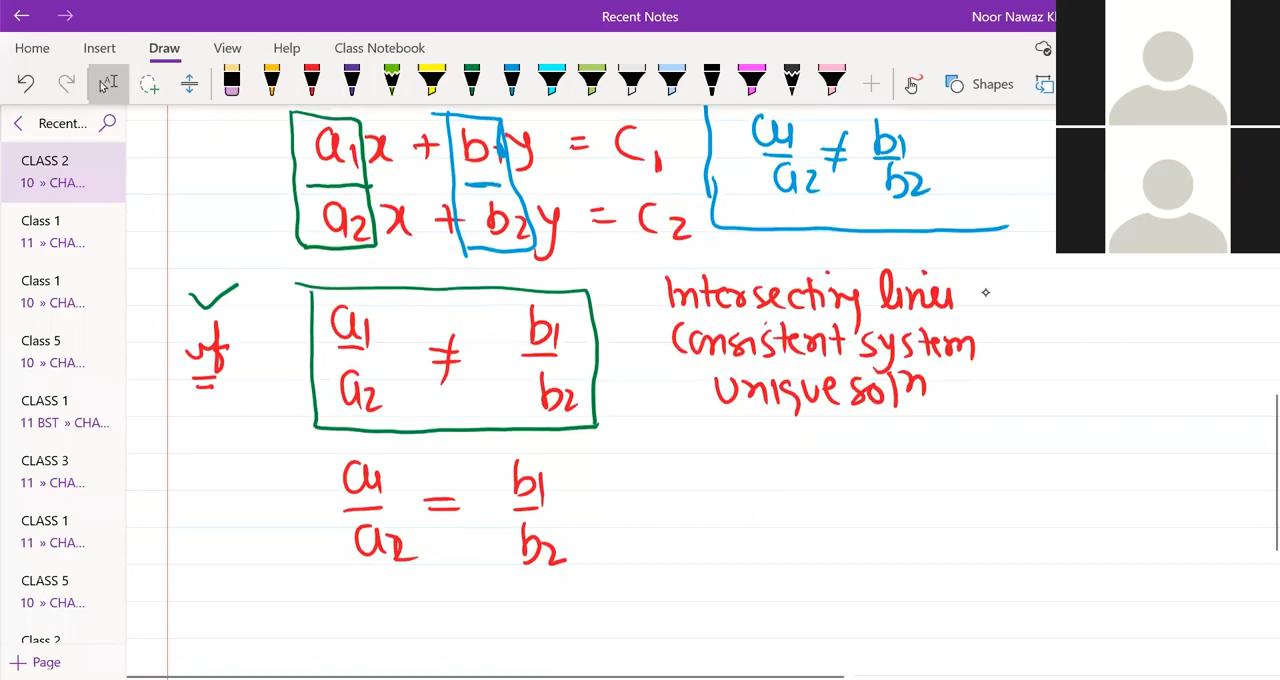 Recent Notes
Noor Nawaz
Home Insert Draw View Help Class Notebook
Shapes
Recent...
CLASS 2
10 » CHA...
Class 1
11 » CHA...
Class 1
10 » CHA...
Class 5
10 » CHA...
CLASS 1
11 BST » CHA...
CLASS 3
11 » CHA...
CLASS 1
11 » CHA...
CLASS 5
10 » CHA...
Class 2
+ Page
a1x + b1y = C1
a2x + b2y = C2
a1/a2 ≠ b1/b2
if a1/a2 ≠ b1/b2
Intersecting lines
Consistent system
unique soln
a1/a2 = b1/b2